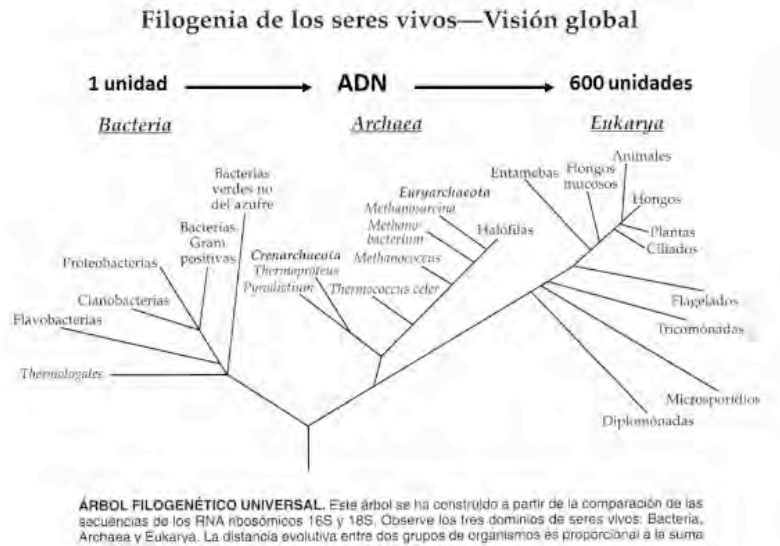 Filogenia de los seres vivos—Visión global
1 unidad ADN 600 unidades
Bacteria Archaea Eukarya
Bacterias
verdes no
del azufre
Bacterias
Gram
positivas
Proteobacterias
Cianobacterias
Flavobacterias
Euryarchaeota
Methanosarcina
Methano-
bacterium
Methanococcus
Thermococcus celer
Halófilas
Crenarchaeota
Thermoproteus
Entamebas
Hongos
mucosos
Animales
Hongos
Plantas
Ciliados
Flagelados
Tricomónadas
Microsporidios
Diplomónadas
ÁRBOL FILOGENÉTICO UNIVERSAL. Este árbol se ha construido a partir de la comparación de las
secuencias de los RNA ribosómicos 16S y 18S. Observe los tres dominios de seres vivos: Bacteria,
Archaea y Eukarya. La distancia evolutiva entre dos grupos de organismos es proporcional a la suma